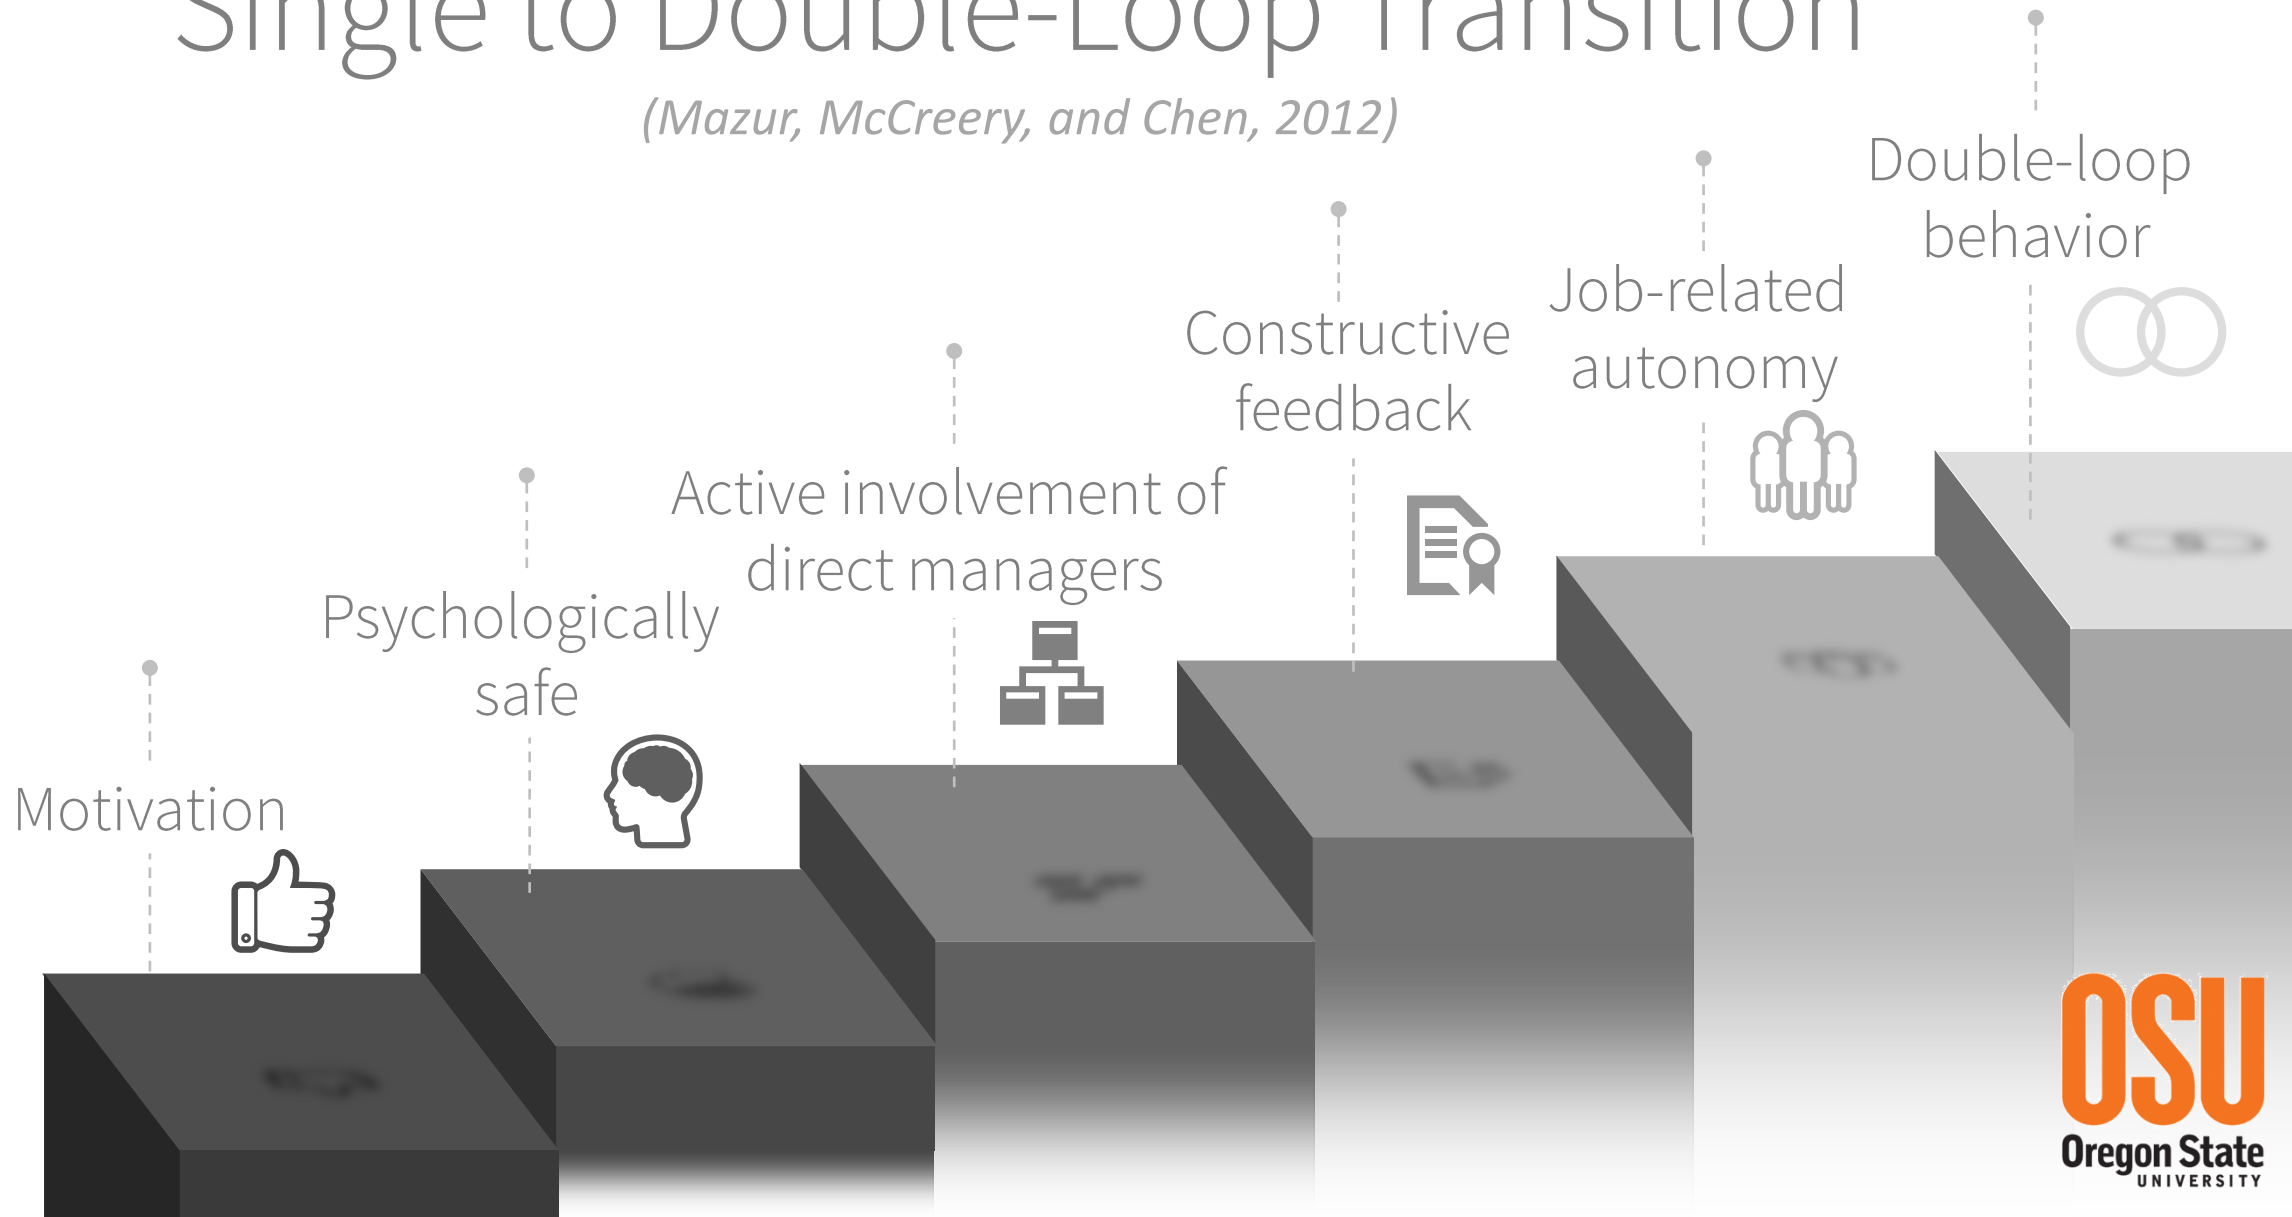 Single to Double-Loop Transition
(Mazur, McCreery, and Chen, 2012)
Motivation
Psychologically
safe
Active involvement of
direct managers
Constructive
feedback
Job-related
autonomy
Double-loop
behavior
OSU
Oregon State
UNIVERSITY